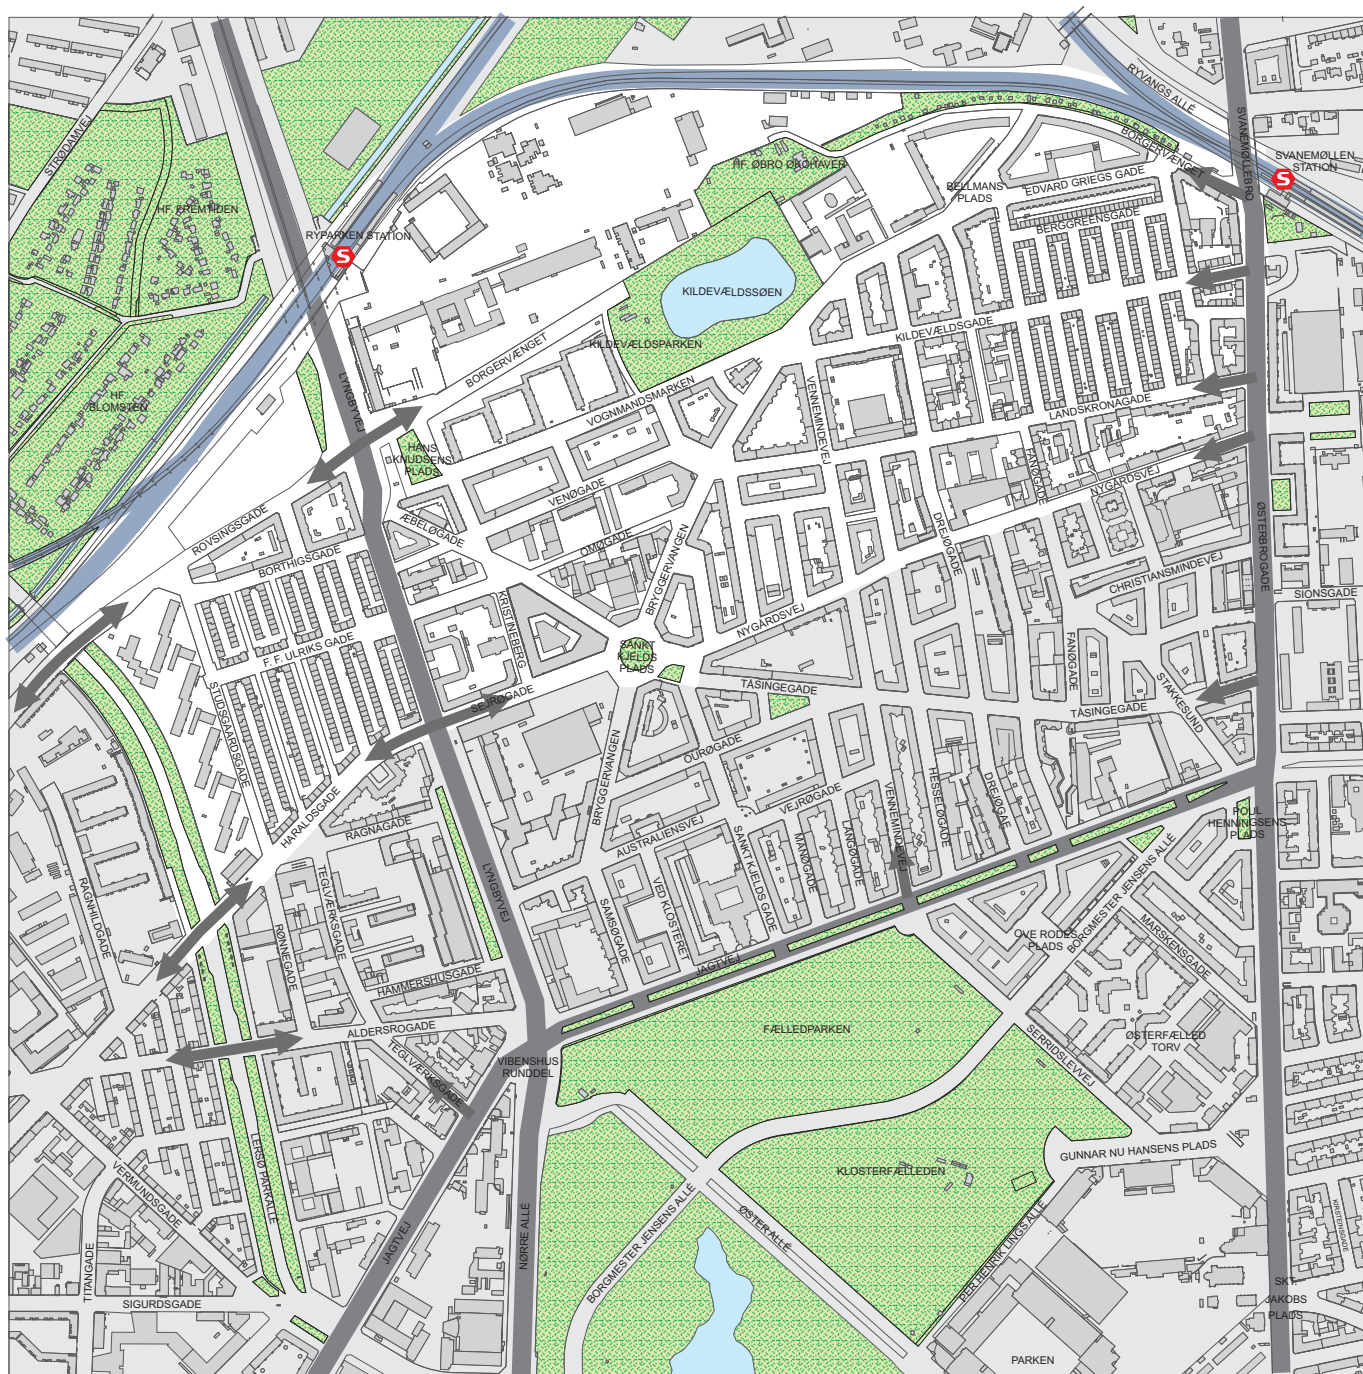 RYVANGS ALLÉ
STRØDAMVEJ
SVANEMØLLEBRO
BORGERVÆNGET
SVANEMØLLEN
STATION
S
HF. ØBRO ØKOHAVER
EDVARD GRIEGS GADE
BELLMANS
PLADS
HF. FREMTIDEN
BERGGREENSGADE
RYPARKEN STATION
S
KILDEVÆLDSSØEN
KILDEVÆLDSGADE
KILDEVÆLDSPARKEN
BORGERVÆNGET
LYNGBYVEJ
HF.
BLOMSTEN
VOGNMANDSMARKEN
VENNEMINDEVEJ
LANDSKRONAGADE
HANS
KNUDSENS
PLADS
FANØGADE
NYGÅRDSVEJ
VENØGADE
ROVSINGSGADE
ÆBELØGADE
ØSTERBROGADE
DREJØGADE
OMØGADE
BORTHIGSGADE
BRYGGERVANGEN
CHRISTIANSMINDEVEJ
SIONSGADE
KRISTINEBERG
NYGÅRDSVEJ
F. F. ULRIKS GADE
SANKT
KJELDS
PLADS
FANØGADE
TÅSINGEGADE
STAKKESUND
SEJRØGADE
TÅSINGEGADE
STUDSGAARDSGADE
OURØGADE
BRYGGERVANGEN
HESSELØGADE
VENNEMINDEVEJ
DREJØGAE
VEJRØGADE
HARALDSGADE
RAGNAGADE
AUSTRALIENSVEJ
SANKT KJELDS GADE
MANØGADE
LANGØGADE
POUL
HENNINGSENS
PLADS
LYNGBYVEJ
BORGMESTER JENSENS ALLÉ
RAGNHILDGADE
TEGLVÆRKSGADE
VED KLOSTERET
SAMSØGADE
OVE RODES
PLADS
MARSKENSGADE
RØNNEGADE
JAGTVEJ
HAMMERSHUSGADE
ALDERSROGADE
FÆLLEDPARKEN
SERRIDSLEVVEJ
ØSTERFÆLLED
TORV
VIBENSHUS
RUNDDEL
TEGLVÆRKSGADE
GUNNAR NU HANSENS PLADS
LERSØ PARKALLE
KLOSTERFÆLLEDEN
VERMUNDSGADE
BORGMESTER JENSENS ALLÉ
ØSTER ALLÉ
PER HENRIK LINGS ALLÉ
KIRSTEINSGADE
JAGTVEJ
NØRRE ALLÉ
TITANGADE
SIGURDSGADE
SKT.
JAKOBS
PLADS
PARKEN